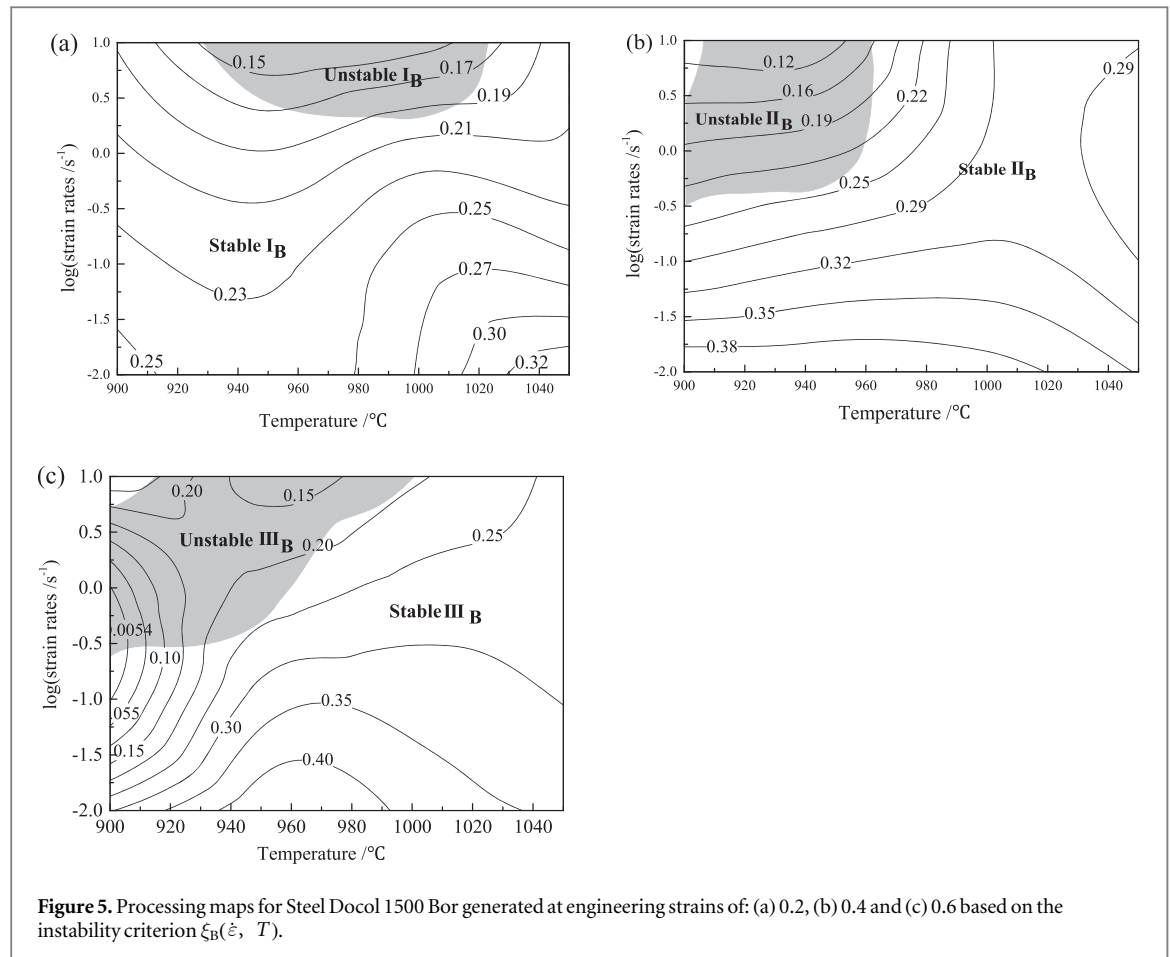 (a)
1.0
0.5
0.0
-0.5
-1.0
-1.5
-2.0
log(strain rates /s⁻¹)
0.15
Unstable I_B
0.17
0.19
0.21
0.25
Stable I_B
0.27
0.23
0.30
0.25
0.32
900 920 940 960 980 1000 1020 1040
Temperature /°C
(b)
1.0
0.5
0.0
-0.5
-1.0
-1.5
-2.0
log(strain rates /s⁻¹)
0.12
0.29
0.16
0.22
Unstable II_B 0.19
Stable II_B
0.25
0.29
0.32
0.35
0.38
900 920 940 960 980 1000 1020 1040
Temperature /°C
(c)
1.0
0.5
0.0
-0.5
-1.0
-1.5
-2.0
log(strain rates /s⁻¹)
0.20
0.15
Unstable III_B
0.20
0.25
Stable III_B
.0054
0.10
055
0.30
0.35
0.15
0.40
900 920 940 960 980 1000 1020 1040
Temperature /°C
Figure 5. Processing maps for Steel Docol 1500 Bor generated at engineering strains of: (a) 0.2, (b) 0.4 and (c) 0.6 based on the
instability criterion ξ_B(ε̇, T).